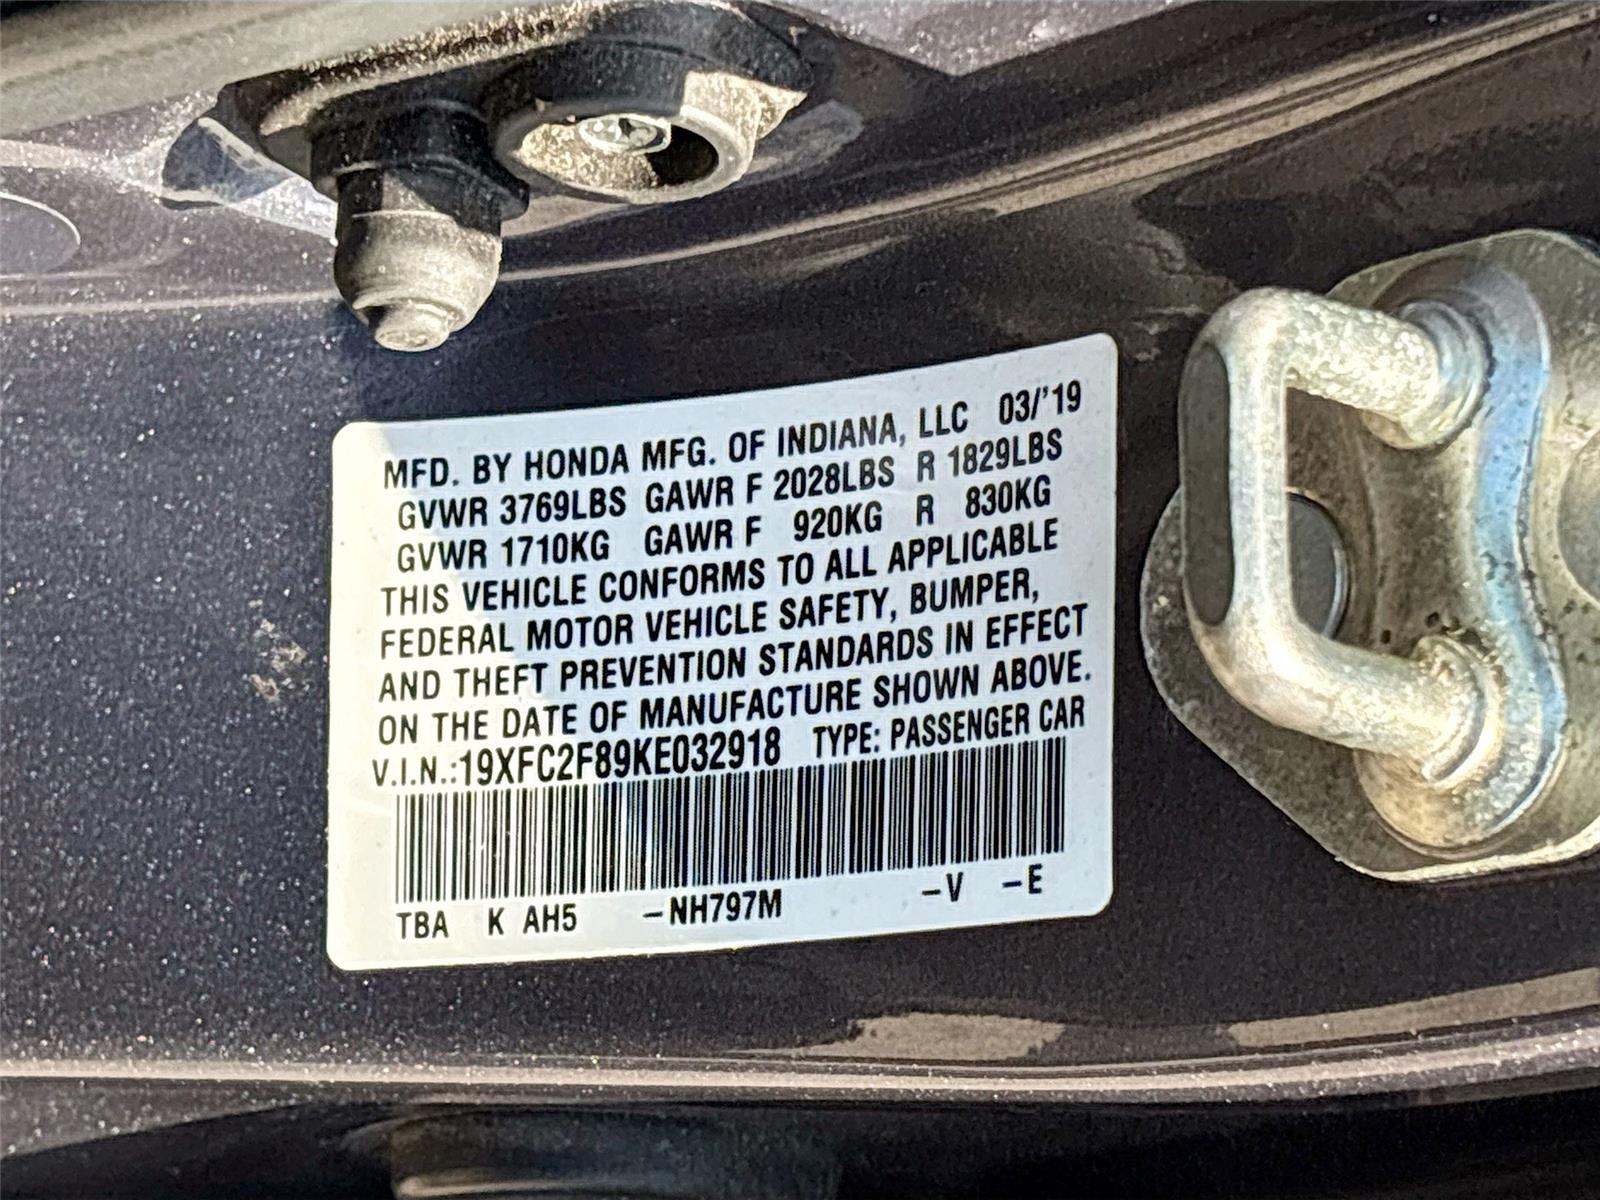 MFD. BY HONDA MFG. OF INDIANA, LLC 03/'19
GVWR 3769LBS GAWR F 2028LBS R 1829LBS
GVWR 1710KG GAWR F 920KG R 830KG
THIS VEHICLE CONFORMS TO ALL APPLICABLE
FEDERAL MOTOR VEHICLE SAFETY, BUMPER,
AND THEFT PREVENTION STANDARDS IN EFFECT
ON THE DATE OF MANUFACTURE SHOWN ABOVE.
V.I.N.:19XFC2F89KE032918 TYPE: PASSENGER CAR
TBA K AH5 -NH797M -V -E